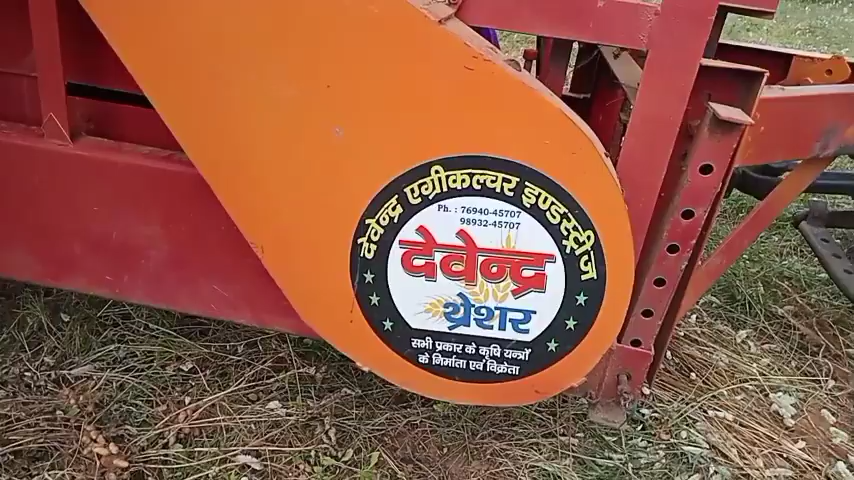 देवेन्द्र एग्रीकल्चर इण्डस्ट्रीज
Ph. : 76940-45707
98932-45707
देवेन्द्र
थ्रेशर
सभी प्रकार के कृषि यन्त्रों
के निर्माता एवं विक्रेता